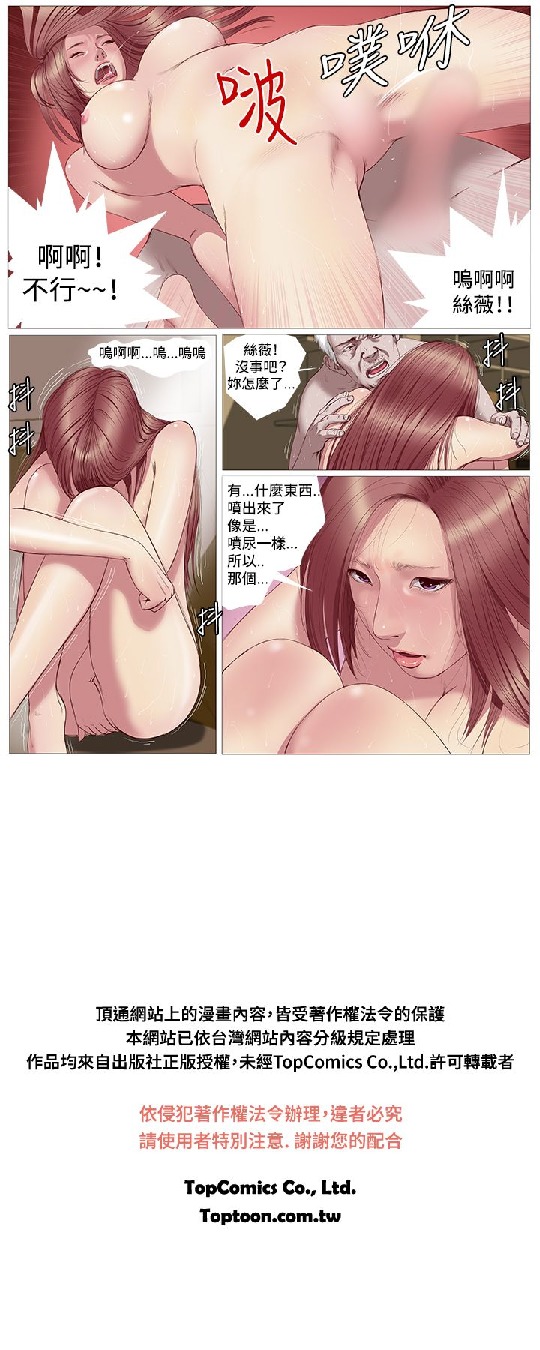 啵
噗咻
啊啊!
不行~~!
嗚啊啊
絲薇!!
嗚啊啊...嗚...嗚嗚
抖
抖
抖
絲薇!
沒事吧?
妳怎麼了...
抖
抖
有...什麼東西..
噴出來了
像是...
噴尿一樣...
所以..
那個...
頂通網站上的漫畫內容,皆受著作權法令的保護
本網站已依台灣網站內容分級規定處理
作品均來自出版社正版授權,未經TopComics Co.,Ltd.許可轉載者
依侵犯著作權法令辦理,違者必究
請使用者特別注意. 謝謝您的配合
TopComics Co., Ltd.
Toptoon.com.tw